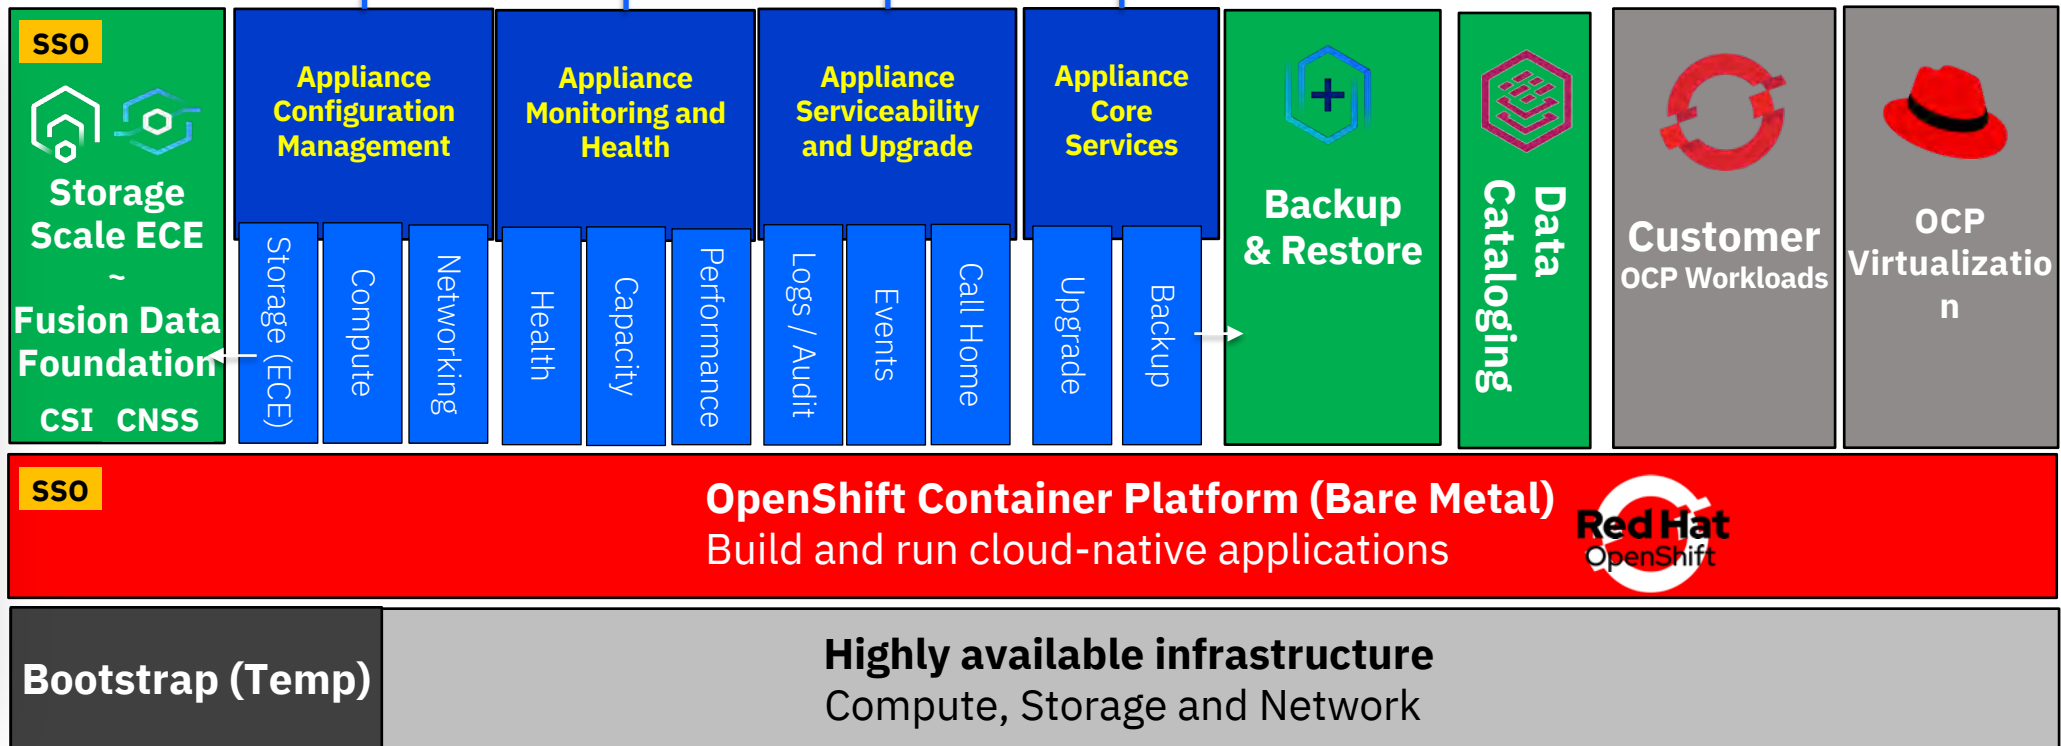 SSO
Storage
Scale ECE
~
Fusion Data
Foundation
CSI CNSS
Appliance
Configuration
Management
Storage (ECE)
Compute
Networking
Appliance
Monitoring and
Health
Health
Capacity
Performance
Appliance
Serviceability
and Upgrade
Logs / Audit
Events
Call Home
Appliance
Core
Services
Upgrade
Backup
Backup
& Restore
Data
Cataloging
Customer
OCP Workloads
OCP
Virtualizatio
n
SSO
OpenShift Container Platform (Bare Metal)
Build and run cloud-native applications
Red Hat
OpenShift
Bootstrap (Temp)
Highly available infrastructure
Compute, Storage and Network